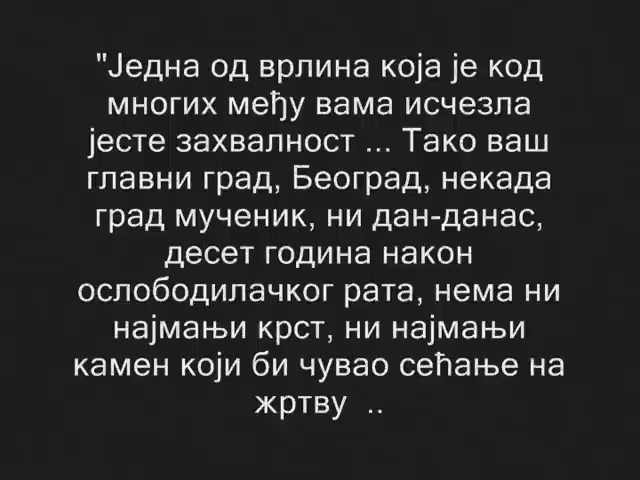 "Једна од врлина која је код
многих међу вама исчезла
јесте захвалност ... Тако ваш
главни град, Београд, некада
град мученик, ни дан-данас,
десет година након
ослободилачког рата, нема ни
најмањи крст, ни најмањи
камен који би чувао сећање на
жртву ..